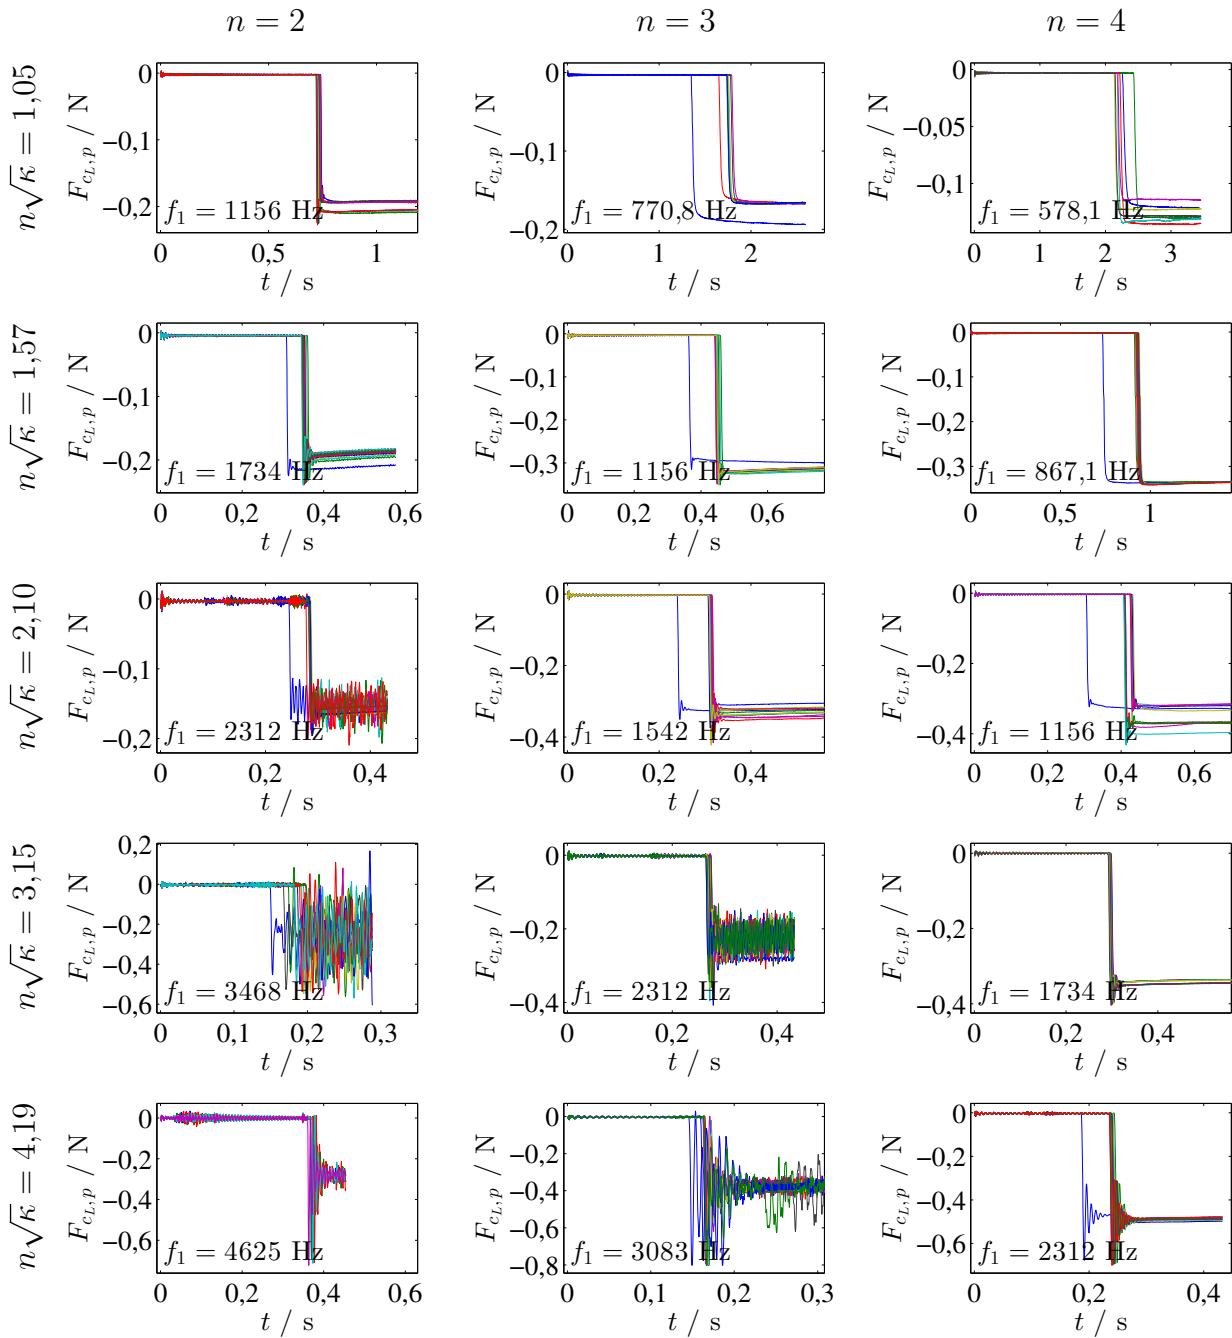 n = 2 n = 3 n = 4
n√κ = 1,05
F_{c_L,p} / N
0
−0,1
−0,2
f₁ = 1156 Hz
0 0,5 1
t / s
F_{c_L,p} / N
0
−0,1
−0,2
f₁ = 770,8 Hz
0 1 2
t / s
F_{c_L,p} / N
0
−0,05
−0,1
f₁ = 578,1 Hz
0 1 2 3
t / s
n√κ = 1,57
F_{c_L,p} / N
0
−0,1
−0,2
f₁ = 1734 Hz
0 0,2 0,4 0,6
t / s
F_{c_L,p} / N
0
−0,1
−0,2
−0,3
f₁ = 1156 Hz
0 0,2 0,4 0,6
t / s
F_{c_L,p} / N
0
−0,1
−0,2
−0,3
f₁ = 867,1 Hz
0 0,5 1
t / s
n√κ = 2,10
F_{c_L,p} / N
0
−0,1
−0,2
f₁ = 2312 Hz
0 0,2 0,4
t / s
F_{c_L,p} / N
0
−0,2
−0,4
f₁ = 1542 Hz
0 0,2 0,4
t / s
F_{c_L,p} / N
0
−0,2
−0,4
f₁ = 1156 Hz
0 0,2 0,4 0,6
t / s
n√κ = 3,15
F_{c_L,p} / N
0,2
0
−0,2
−0,4
−0,6
f₁ = 3468 Hz
0 0,1 0,2 0,3
t / s
F_{c_L,p} / N
0
−0,2
−0,4
f₁ = 2312 Hz
0 0,2 0,4
t / s
F_{c_L,p} / N
0
−0,2
−0,4
f₁ = 1734 Hz
0 0,2 0,4
t / s
n√κ = 4,19
F_{c_L,p} / N
0
−0,2
−0,4
−0,6
f₁ = 4625 Hz
0 0,2 0,4 0,6
t / s
F_{c_L,p} / N
0
−0,2
−0,4
−0,6
−0,8
f₁ = 3083 Hz
0 0,1 0,2 0,3
t / s
F_{c_L,p} / N
0
−0,2
−0,4
−0,6
f₁ = 2312 Hz
0 0,2 0,4
t / s